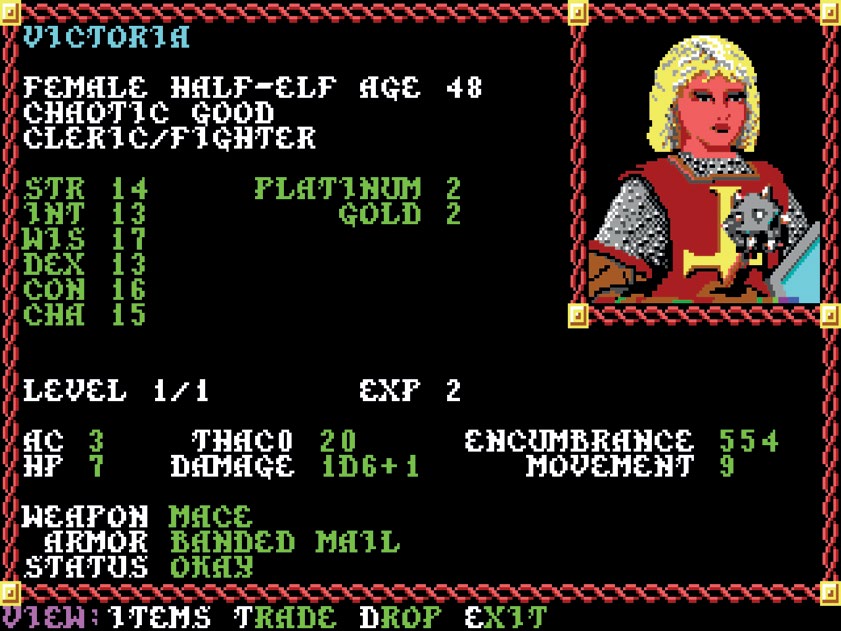 VICTORIA
FEMALE HALF-ELF AGE 48
CHAOTIC GOOD
CLERIC/FIGHTER
STR 14 PLATINUM 2
INT 13 GOLD 2
WIS 17
DEX 13
CON 16
CHA 15
LEVEL 1/1 EXP 2
AC 3 THAC0 20 ENCUMBRANCE 554
HP 7 DAMAGE 1D6+1 MOVEMENT 9
WEAPON MACE
ARMOR BANDED MAIL
STATUS OKAY
VIEW: ITEMS TRADE DROP EXIT